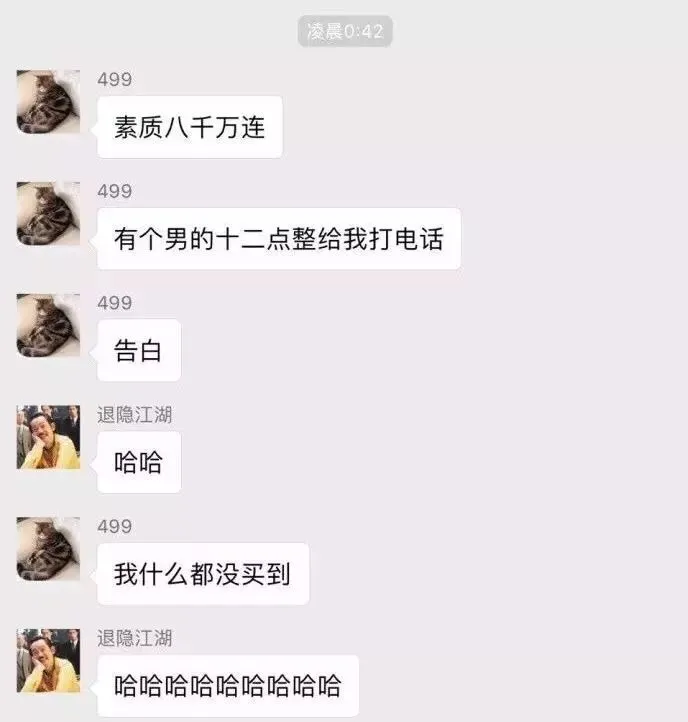 凌晨0:42
499
素质八千万连
499
有个男的十二点整给我打电话
499
告白
退隐江湖
哈哈
499
我什么都没买到
退隐江湖
哈哈哈哈哈哈哈哈哈